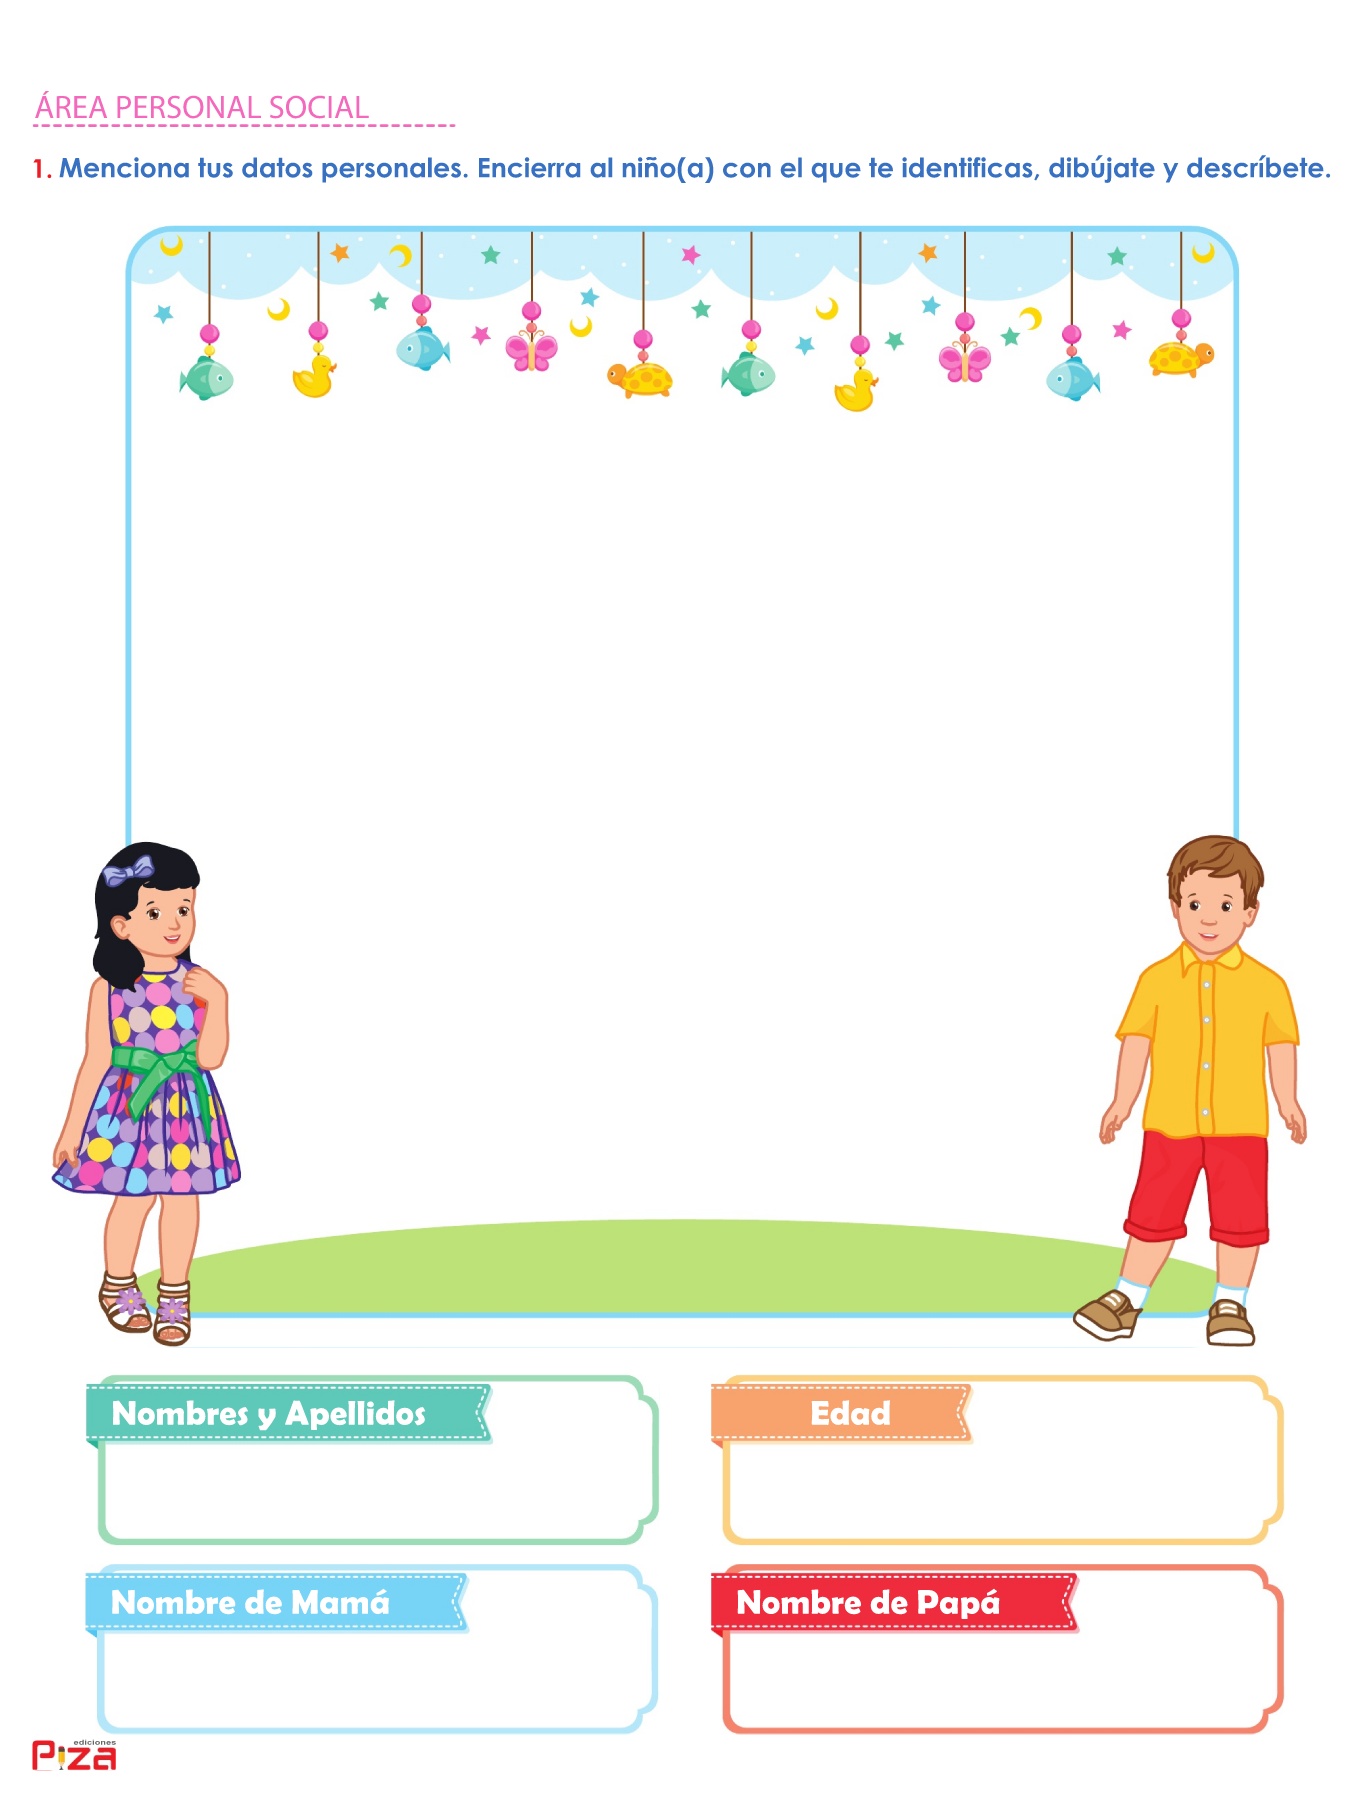 ÁREA PERSONAL SOCIAL
1. Menciona tus datos personales. Encierra al niño(a) con el que te identificas, dibújate y descríbete.
Nombres y Apellidos
Edad
Nombre de Mamá
Nombre de Papá
ediciones
Piza